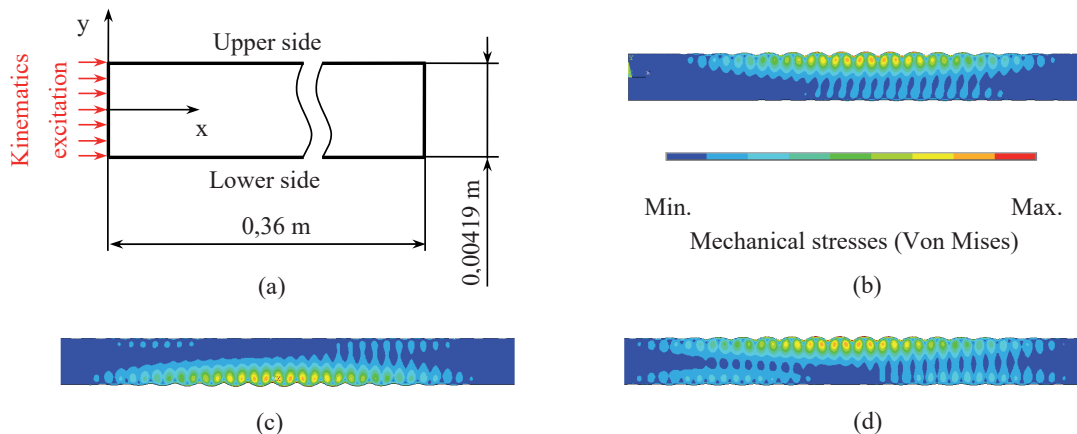 y
Kinematics
excitation
Upper side
x
Lower side
0,36 m
0,00419 m
(a)
Min.
Max.
Mechanical stresses (Von Mises)
(b)
(c)
(d)